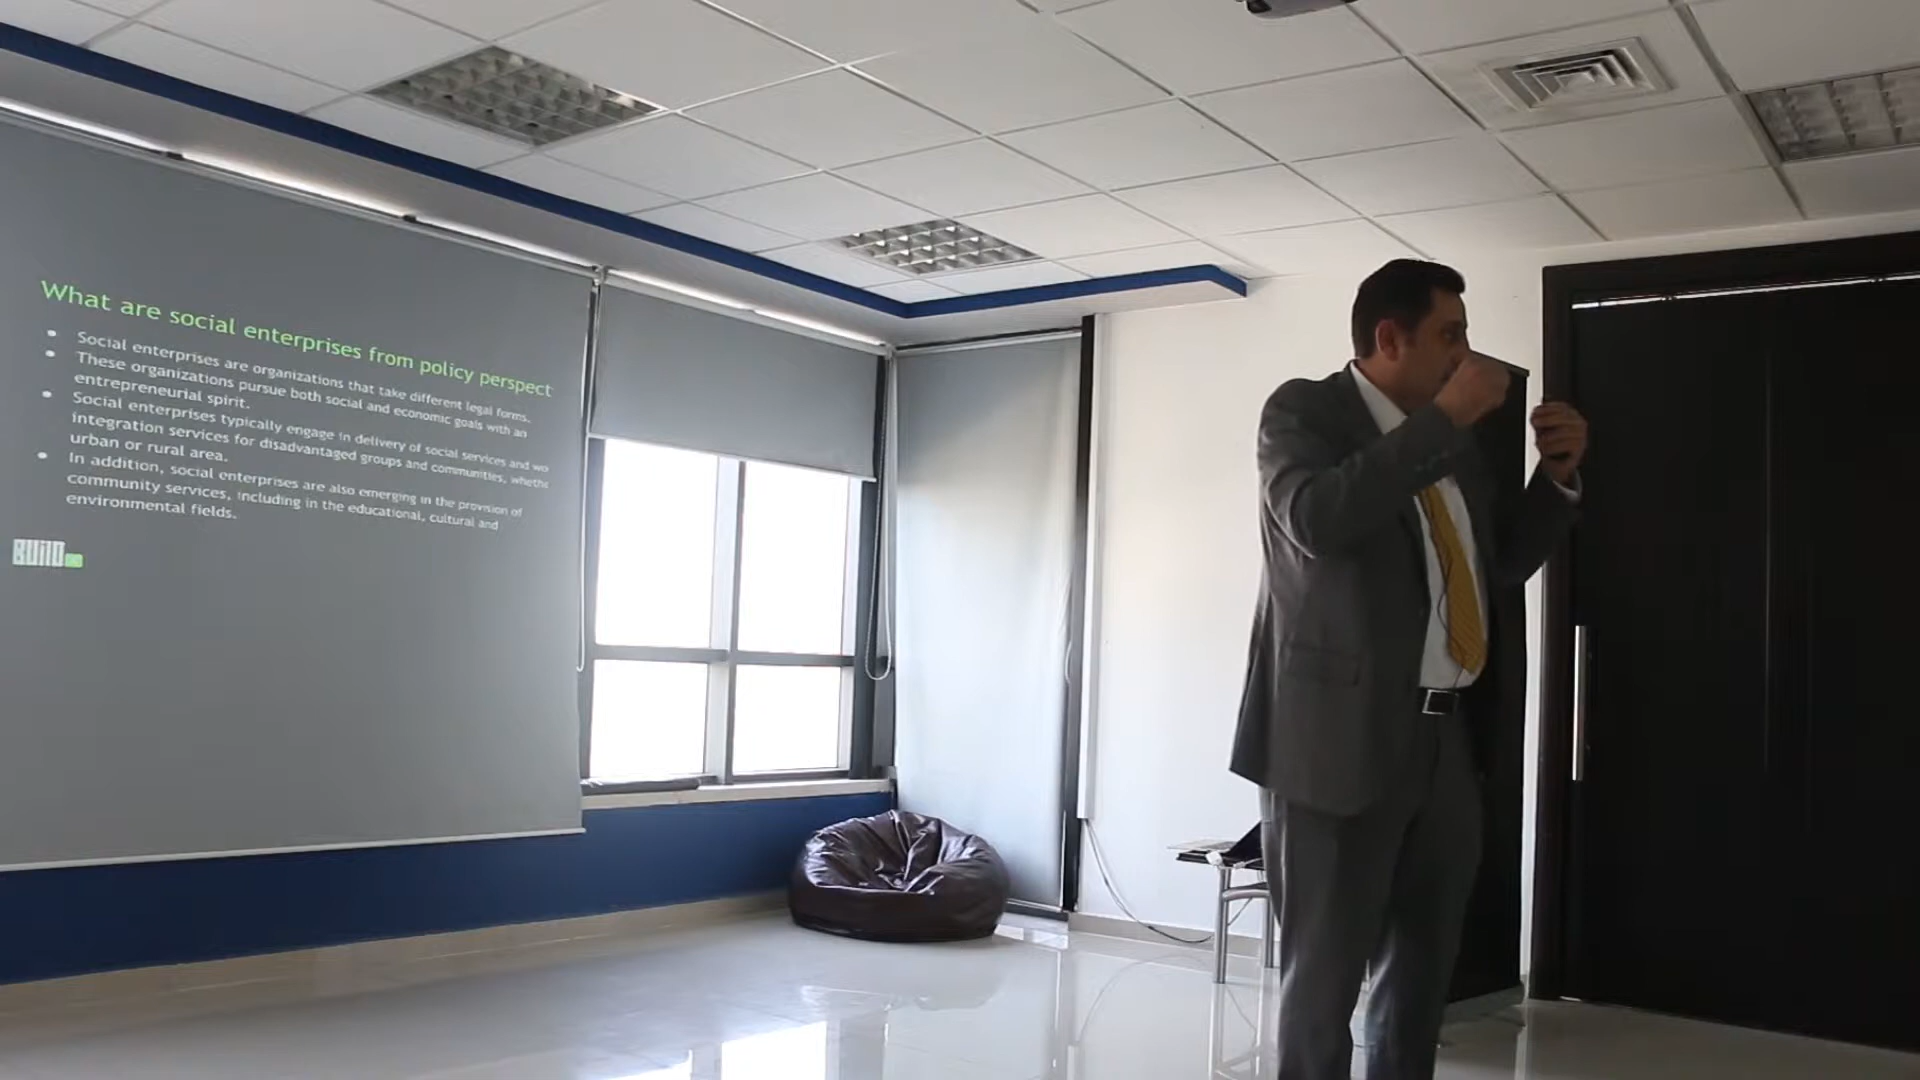 What are social enterprises from policy perspect
• Social enterprises are organizations that take different legal forms.
• These organizations pursue both social and economic goals with an
entrepreneurial spirit.
• Social enterprises typically engage in delivery of social services and wo
integration services for disadvantaged groups and communities, whethe
urban or rural area.
• In addition, social enterprises are also emerging in the provision of
community services, including in the educational, cultural and
environmental fields.
BUilD